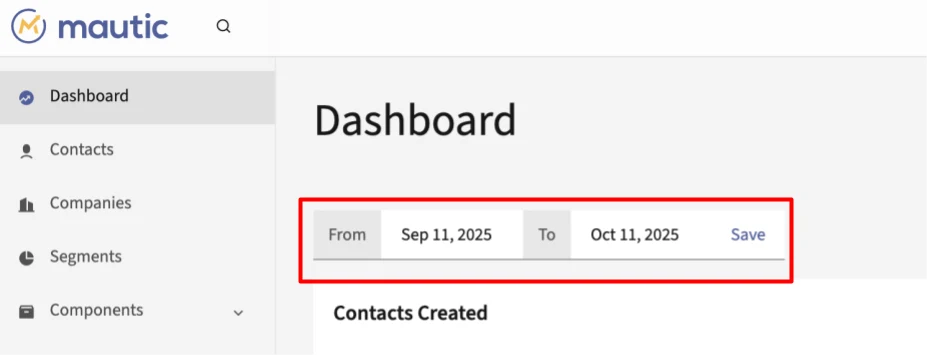 mautic
Dashboard
Contacts
Companies
Segments
Components
Dashboard
From Sep 11, 2025 To Oct 11, 2025 Save
Contacts Created